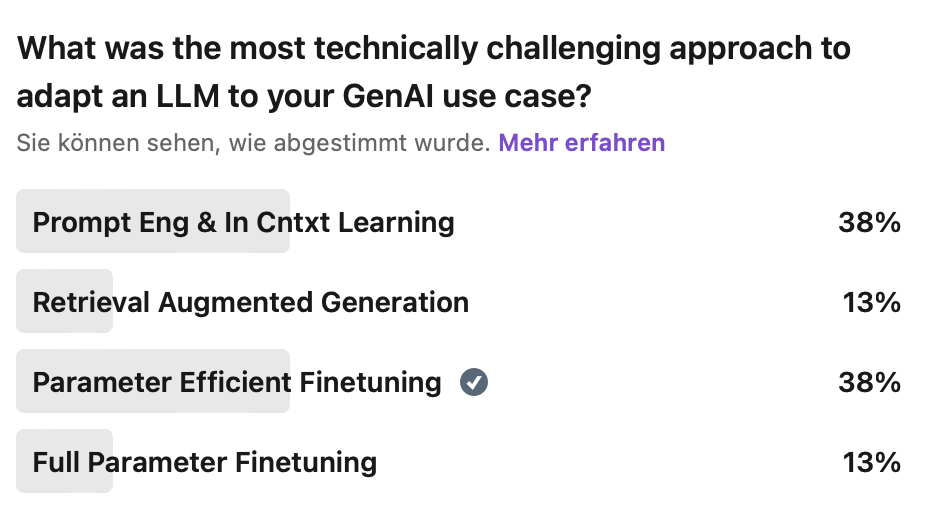 What was the most technically challenging approach to
adapt an LLM to your GenAI use case?
Sie können sehen, wie abgestimmt wurde. Mehr erfahren
Prompt Eng & In Cntxt Learning 38%
Retrieval Augmented Generation 13%
Parameter Efficient Finetuning 38%
Full Parameter Finetuning 13%